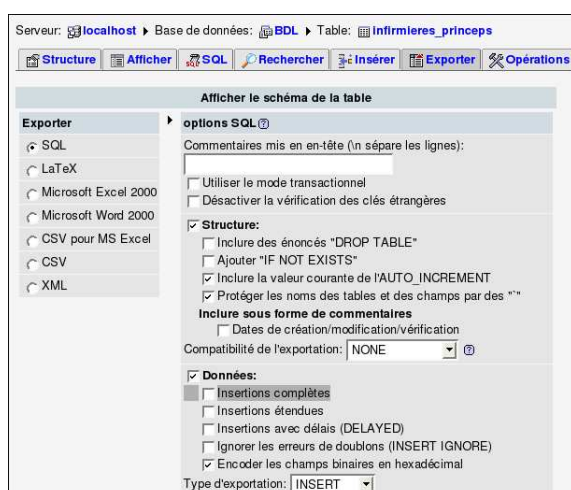 Serveur: localhost ▸ Base de données: BDL ▸ Table: infirmieres_princeps
Structure Afficher SQL Rechercher Insérer Exporter Opérations
Afficher le schéma de la table
Exporter
SQL
LaTeX
Microsoft Excel 2000
Microsoft Word 2000
CSV pour MS Excel
CSV
XML
options SQL
Commentaires mis en en-tête (\n sépare les lignes):
Utiliser le mode transactionnel
Désactiver la vérification des clés étrangères
Structure:
Inclure des énoncés "DROP TABLE"
Ajouter "IF NOT EXISTS"
Inclure la valeur courante de l'AUTO_INCREMENT
Protéger les noms des tables et des champs par des "`"
Inclure sous forme de commentaires
Dates de création/modification/vérification
Compatibilité de l'exportation: NONE
Données:
Insertions complètes
Insertions étendues
Insertions avec délais (DELAYED)
Ignorer les erreurs de doublons (INSERT IGNORE)
Encoder les champs binaires en hexadécimal
Type d'exportation: INSERT